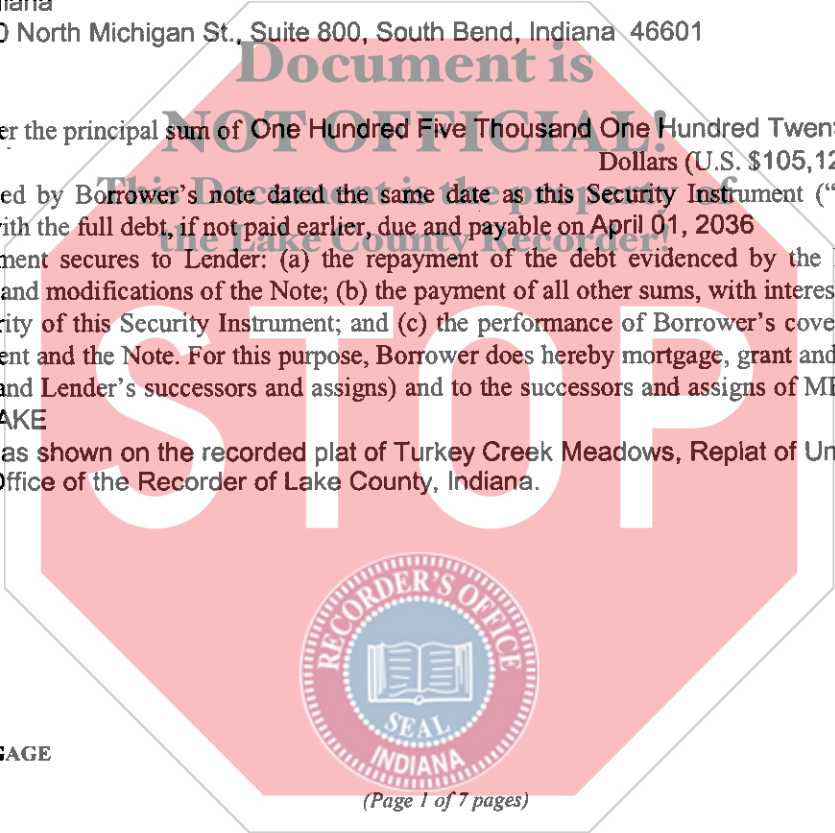 diana
0 North Michigan St., Suite 800, South Bend, Indiana 46601
Document is
NOT OFFICIAL!
er the principal sum of One Hundred Five Thousand One Hundred Twen
Dollars (U.S. $105,12
This Document is the property of
ed by Borrower's note dated the same date as this Security Instrument (“
ith the full debt, if not paid earlier, due and payable on April 01, 2036
the Lake County Recorder!
ment secures to Lender: (a) the repayment of the debt evidenced by the
and modifications of the Note; (b) the payment of all other sums, with interes
rity of this Security Instrument; and (c) the performance of Borrower's cove
ent and the Note. For this purpose, Borrower does hereby mortgage, grant and
and Lender's successors and assigns) and to the successors and assigns of ME
AKE
as shown on the recorded plat of Turkey Creek Meadows, Replat of Un
Office of the Recorder of Lake County, Indiana.
STOP
RECORDER'S OFFICE
SEAL
INDIANA
GAGE
(Page 1 of 7 pages)